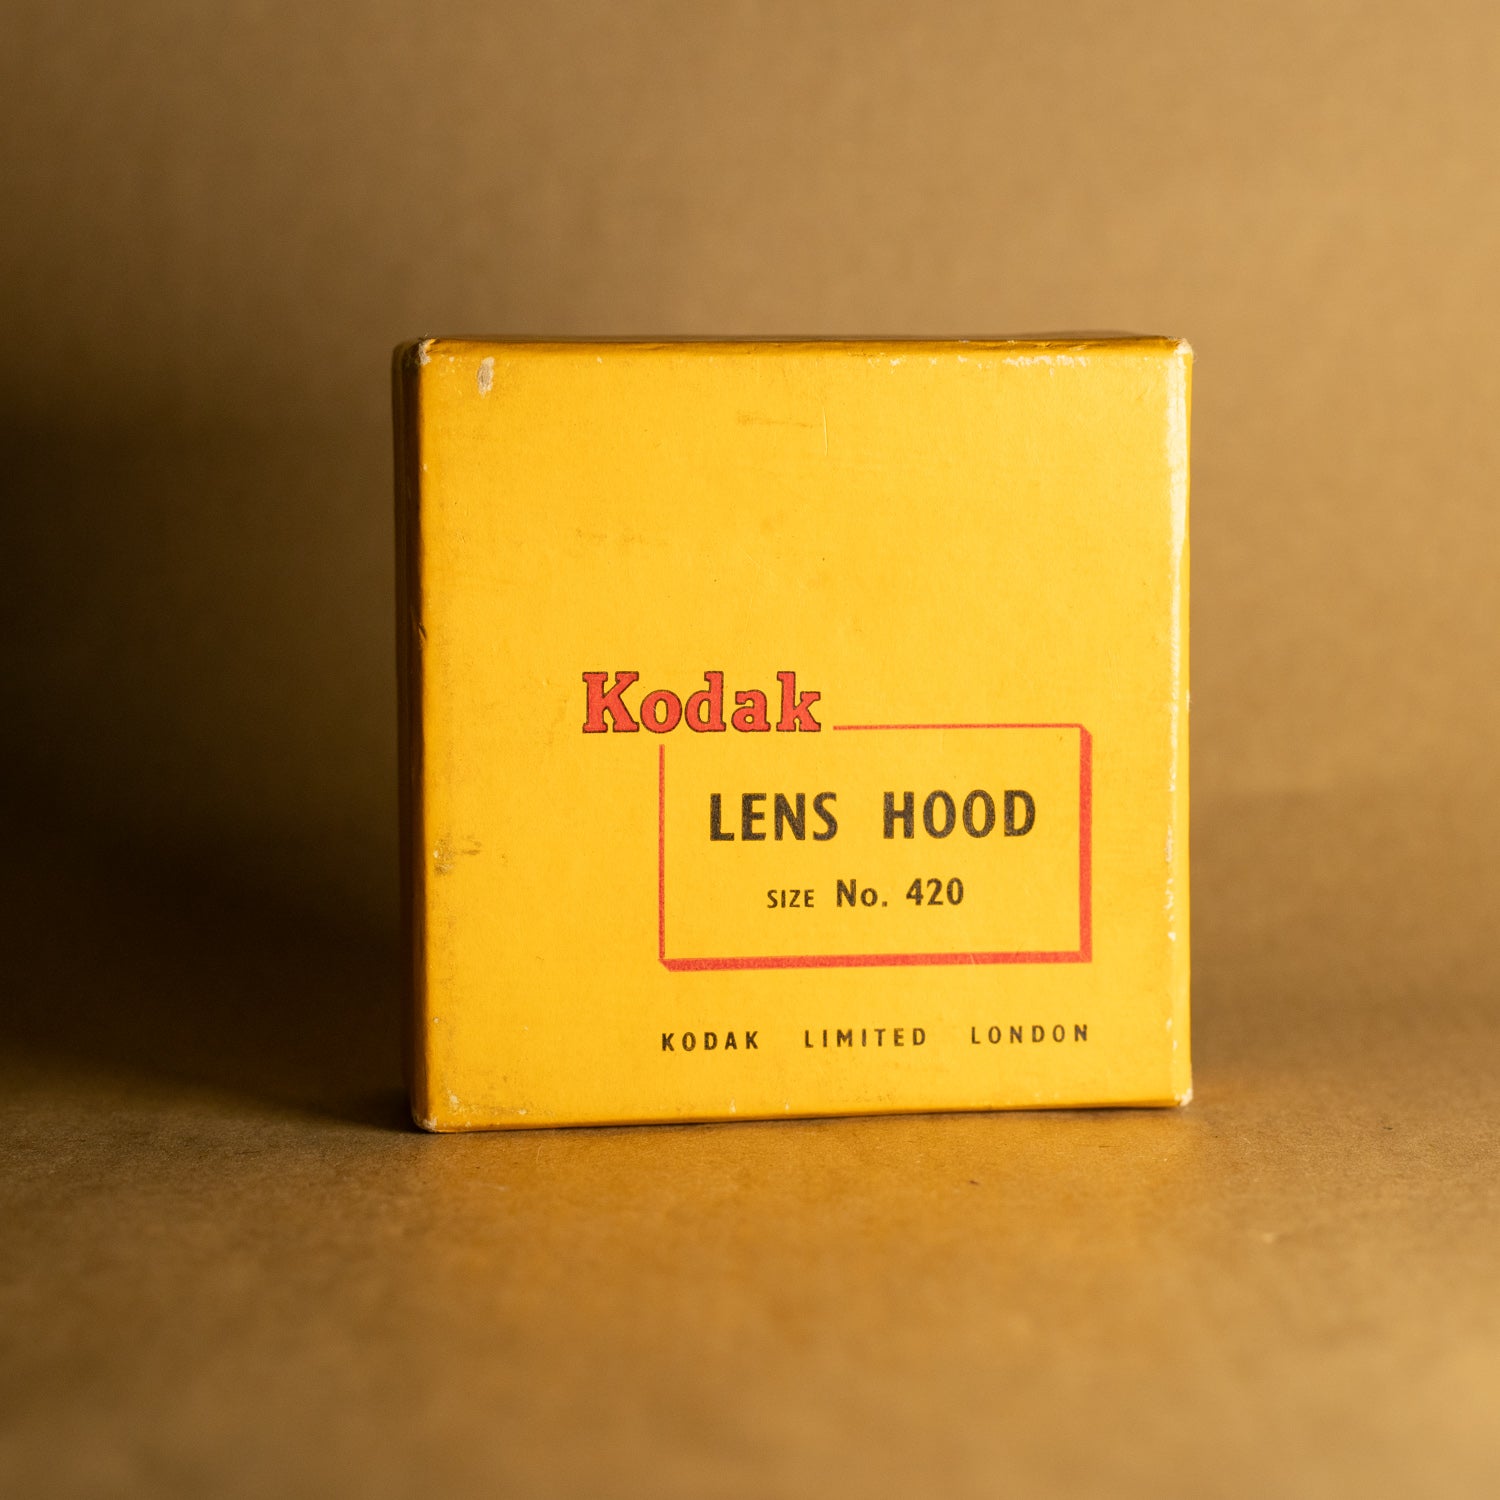 Kodak
LENS HOOD
SIZE No. 420
KODAK LIMITED LONDON